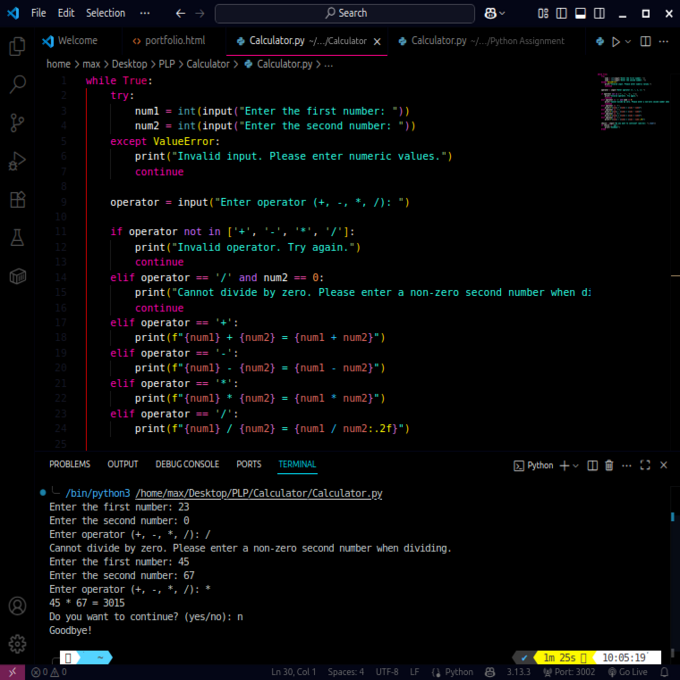 File Edit Selection ··· Search
Welcome portfolio.html Calculator.py ~/.../Calculator Calculator.py ~/.../Python Assignment
home > max > Desktop > PLP > Calculator > Calculator.py > ...
1 while True:
2 try:
3 num1 = int(input("Enter the first number: "))
4 num2 = int(input("Enter the second number: "))
5 except ValueError:
6 print("Invalid input. Please enter numeric values.")
7 continue
8
9 operator = input("Enter operator (+, -, *, /): ")
10
11 if operator not in ['+', '-', '*', '/']:
12 print("Invalid operator. Try again.")
13 continue
14 elif operator == '/' and num2 == 0:
15 print("Cannot divide by zero. Please enter a non-zero second number when di
16 continue
17 elif operator == '+':
18 print(f"{num1} + {num2} = {num1 + num2}")
19 elif operator == '-':
20 print(f"{num1} - {num2} = {num1 - num2}")
21 elif operator == '*':
22 print(f"{num1} * {num2} = {num1 * num2}")
23 elif operator == '/':
24 print(f"{num1} / {num2} = {num1 / num2:.2f}")
25
PROBLEMS OUTPUT DEBUG CONSOLE PORTS TERMINAL Python
/bin/python3 /home/max/Desktop/PLP/Calculator/Calculator.py
Enter the first number: 23
Enter the second number: 0
Enter operator (+, -, *, /): /
Cannot divide by zero. Please enter a non-zero second number when dividing.
Enter the first number: 45
Enter the second number: 67
Enter operator (+, -, *, /): *
45 * 67 = 3015
Do you want to continue? (yes/no): n
Goodbye!
~ ✓ 1m 25s 10:05:19
0 0 Ln 30, Col 1 Spaces: 4 UTF-8 LF Python 3.13.3 Port: 3002 Go Live